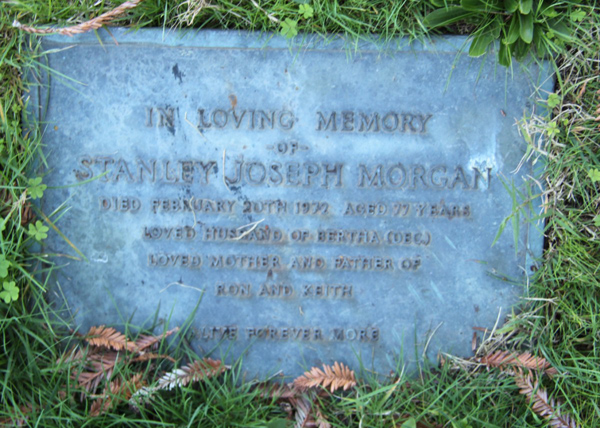 IN LOVING MEMORY
- OF -
STANLEY JOSEPH MORGAN
DIED FEBRUARY 20TH 1972 AGED 77 YEARS
LOVED HUSBAND OF BERTHA (DEC)
LOVED MOTHER AND FATHER OF
RON AND KEITH
LIVE FOREVER MORE